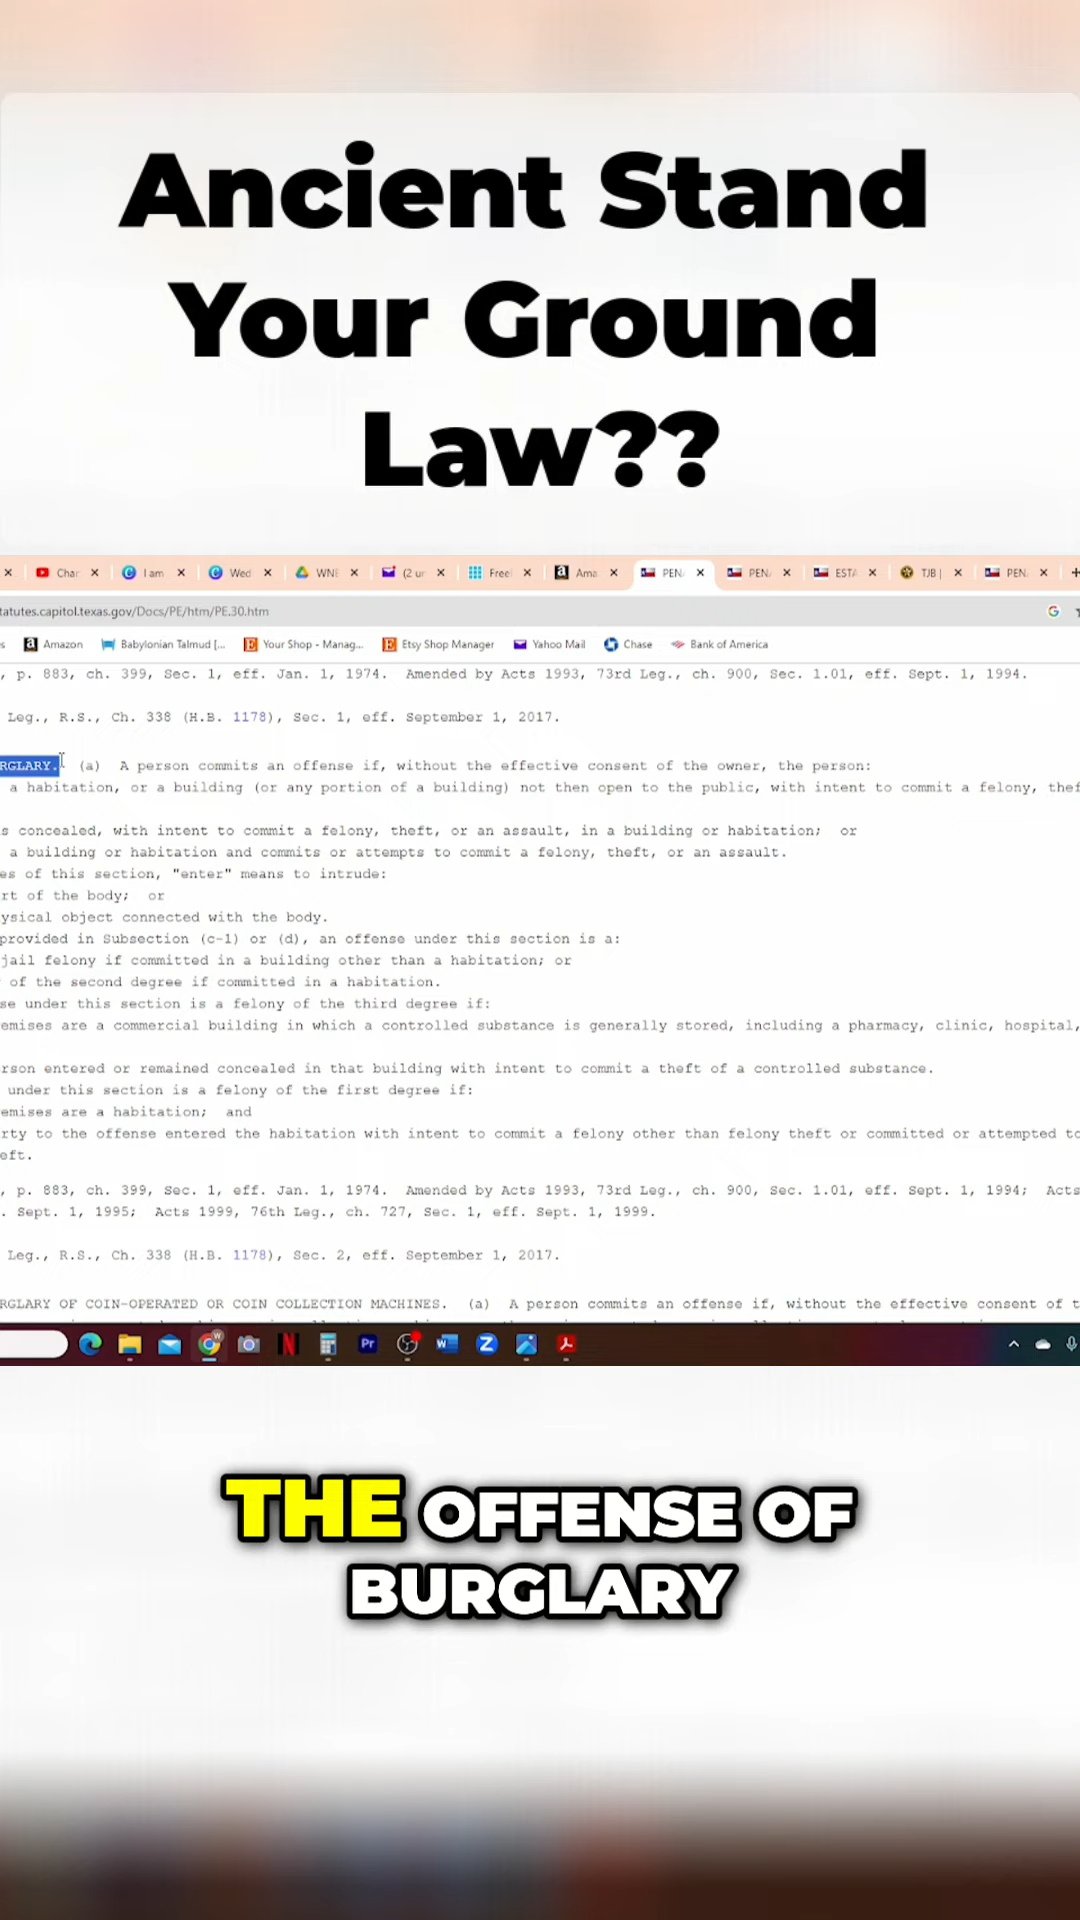 Ancient Stand
Your Ground
Law??
Char
I am
Wed
WNE
(2 ur
Free
Ama
PEN
PEN
ESTA
TJB |
PEN
tatutes.capitol.texas.gov/Docs/PE/htm/PE.30.htm
Amazon
Babylonian Talmud [...
Your Shop - Manag...
Etsy Shop Manager
Yahoo Mail
Chase
Bank of America
, p. 883, ch. 399, Sec. 1, eff. Jan. 1, 1974. Amended by Acts 1993, 73rd Leg., ch. 900, Sec. 1.01, eff. Sept. 1, 1994.
Leg., R.S., Ch. 338 (H.B. 1178), Sec. 1, eff. September 1, 2017.
RGLARY. (a) A person commits an offense if, without the effective consent of the owner, the person:
a habitation, or a building (or any portion of a building) not then open to the public, with intent to commit a felony, thef
s concealed, with intent to commit a felony, theft, or an assault, in a building or habitation; or
a building or habitation and commits or attempts to commit a felony, theft, or an assault.
es of this section, "enter" means to intrude:
rt of the body; or
ysical object connected with the body.
provided in Subsection (c-1) or (d), an offense under this section is a:
jail felony if committed in a building other than a habitation; or
of the second degree if committed in a habitation.
se under this section is a felony of the third degree if:
emises are a commercial building in which a controlled substance is generally stored, including a pharmacy, clinic, hospital,
rson entered or remained concealed in that building with intent to commit a theft of a controlled substance.
under this section is a felony of the first degree if:
emises are a habitation; and
rty to the offense entered the habitation with intent to commit a felony other than felony theft or committed or attempted to
eft.
, p. 883, ch. 399, Sec. 1, eff. Jan. 1, 1974. Amended by Acts 1993, 73rd Leg., ch. 900, Sec. 1.01, eff. Sept. 1, 1994; Acts
. Sept. 1, 1995; Acts 1999, 76th Leg., ch. 727, Sec. 1, eff. Sept. 1, 1999.
Leg., R.S., Ch. 338 (H.B. 1178), Sec. 2, eff. September 1, 2017.
RGLARY OF COIN-OPERATED OR COIN COLLECTION MACHINES. (a) A person commits an offense if, without the effective consent of t
THE OFFENSE OF
BURGLARY